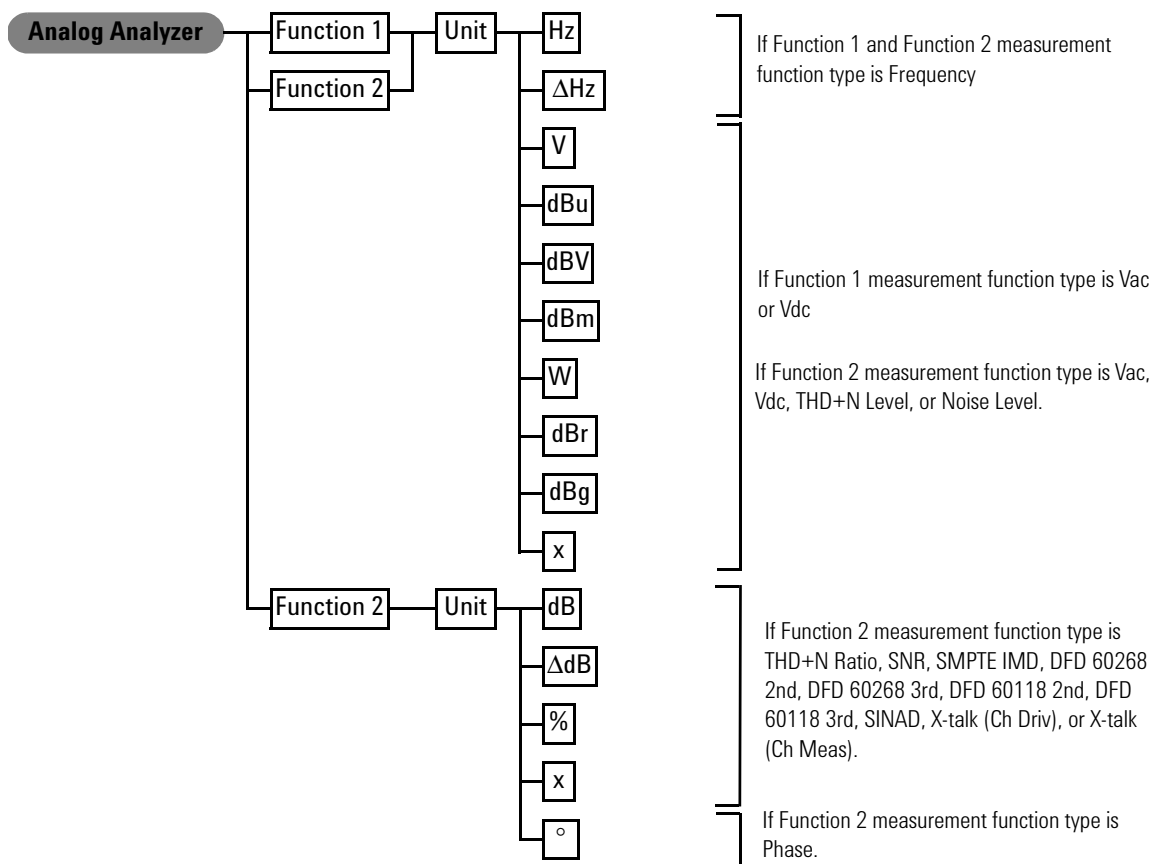 Analog Analyzer
Function 1
Unit
Hz
If Function 1 and Function 2 measurement
function type is Frequency
Function 2
ΔHz
V
dBu
dBV
dBm
W
dBr
dBg
x
If Function 1 measurement function type is Vac
or Vdc
If Function 2 measurement function type is Vac,
Vdc, THD+N Level, or Noise Level.
Function 2
Unit
dB
ΔdB
%
x
If Function 2 measurement function type is
THD+N Ratio, SNR, SMPTE IMD, DFD 60268
2nd, DFD 60268 3rd, DFD 60118 2nd, DFD
60118 3rd, SINAD, X-talk (Ch Driv), or X-talk
(Ch Meas).
°
If Function 2 measurement function type is
Phase.